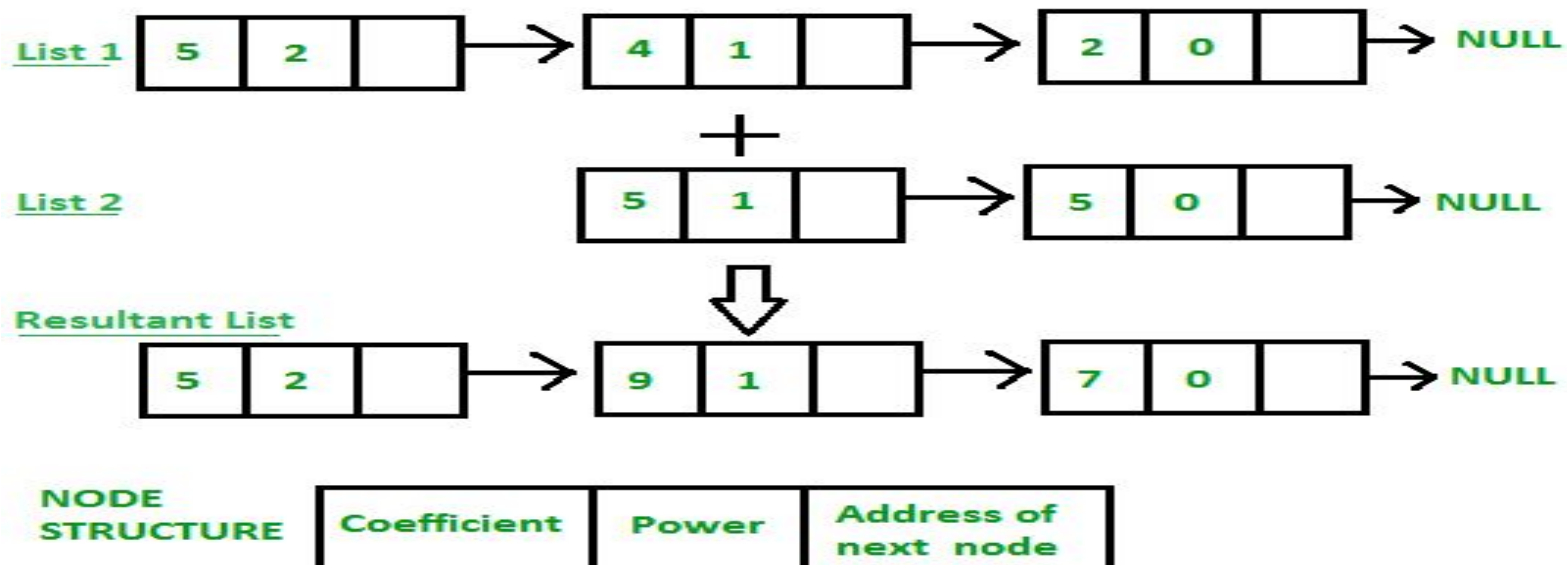 List 1 5 2 4 1 2 0 NULL
+
List 2 5 1 5 0 NULL
Resultant List
5 2 9 1 7 0 NULL
NODE STRUCTURE Coefficient Power Address of next node